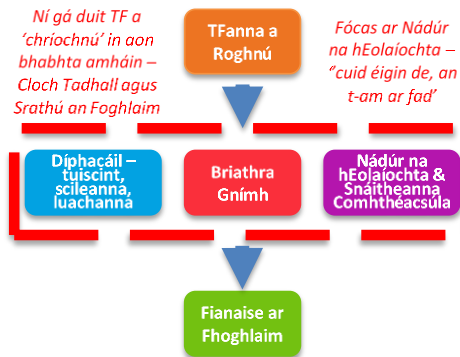 Ní gá duit TF a
‘chríochnú’ in aon
bhabhta amháin –
Cloch Tadhall agus
Srathú an Foghlaim
TFanna a
Roghnú
Fócas ar Nádúr
na hEolaíochta –
‘’cuid éigin de, an
t-am ar fad’
Díphacáil –
tuiscint,
scileanna,
luachanna
Briathra
Gnímh
Nádúr na
hEolaíochta &
Snáitheanna
Comhthéacsúla
Fianaise ar
Fhoghlaim